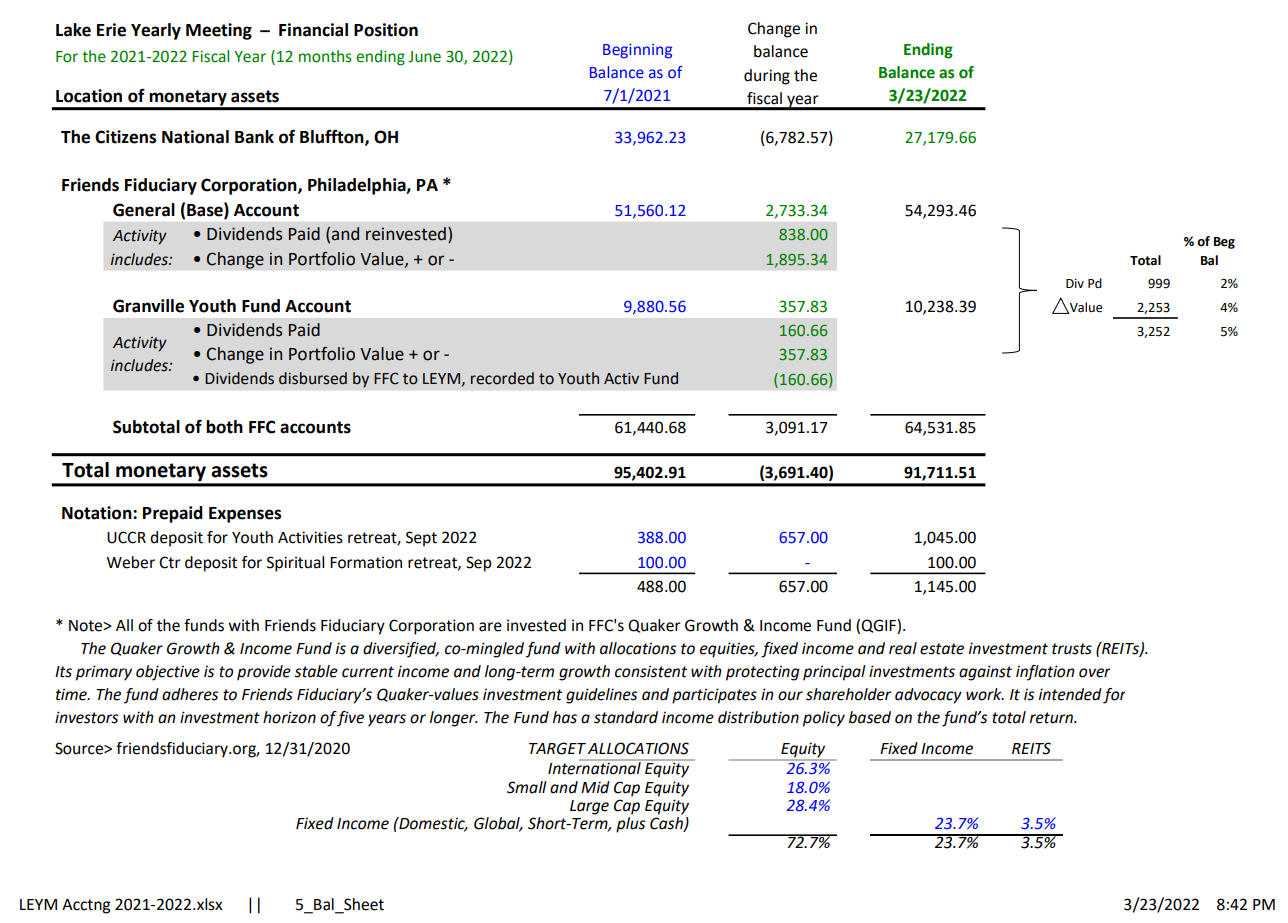 Lake Erie Yearly Meeting – Financial Position
For the 2021-2022 Fiscal Year (12 months ending June 30, 2022)
Location of monetary assets
Beginning
Balance as of
7/1/2021
Change in
balance
during the
fiscal year
Ending
Balance as of
3/23/2022
The Citizens National Bank of Bluffton, OH 33,962.23 (6,782.57) 27,179.66
Friends Fiduciary Corporation, Philadelphia, PA *
General (Base) Account 51,560.12 2,733.34 54,293.46
Activity
includes:
• Dividends Paid (and reinvested) 838.00
• Change in Portfolio Value, + or - 1,895.34
Granville Youth Fund Account 9,880.56 357.83 10,238.39
Activity
includes:
• Dividends Paid 160.66
• Change in Portfolio Value + or - 357.83
• Dividends disbursed by FFC to LEYM, recorded to Youth Activ Fund (160.66)
% of Beg
Total Bal
Div Pd 999 2%
△Value 2,253 4%
3,252 5%
Subtotal of both FFC accounts 61,440.68 3,091.17 64,531.85
Total monetary assets 95,402.91 (3,691.40) 91,711.51
Notation: Prepaid Expenses
UCCR deposit for Youth Activities retreat, Sept 2022 388.00 657.00 1,045.00
Weber Ctr deposit for Spiritual Formation retreat, Sep 2022 100.00 - 100.00
488.00 657.00 1,145.00
* Note> All of the funds with Friends Fiduciary Corporation are invested in FFC's Quaker Growth & Income Fund (QGIF).
The Quaker Growth & Income Fund is a diversified, co-mingled fund with allocations to equities, fixed income and real estate investment trusts (REITs).
Its primary objective is to provide stable current income and long-term growth consistent with protecting principal investments against inflation over
time. The fund adheres to Friends Fiduciary's Quaker-values investment guidelines and participates in our shareholder advocacy work. It is intended for
investors with an investment horizon of five years or longer. The Fund has a standard income distribution policy based on the fund's total return.
Source> friendsfiduciary.org, 12/31/2020 TARGET ALLOCATIONS Equity Fixed Income REITS
International Equity 26.3%
Small and Mid Cap Equity 18.0%
Large Cap Equity 28.4%
Fixed Income (Domestic, Global, Short-Term, plus Cash) 23.7% 3.5%
72.7% 23.7% 3.5%
LEYM Acctng 2021-2022.xlsx || 5_Bal_Sheet 3/23/2022 8:42 PM